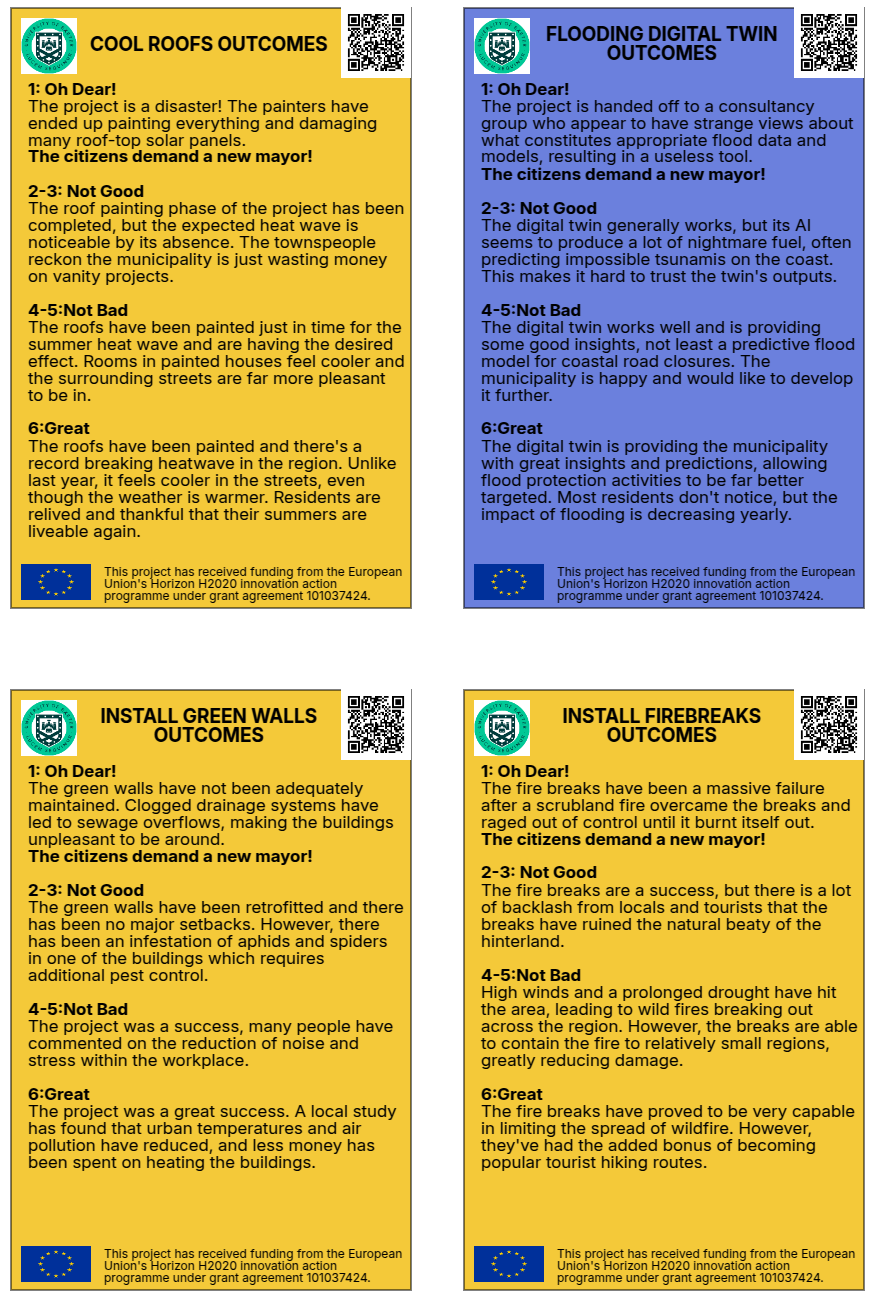 COOL ROOFS OUTCOMES
1: Oh Dear!
The project is a disaster! The painters have
ended up painting everything and damaging
many roof-top solar panels.
The citizens demand a new mayor!
2-3: Not Good
The roof painting phase of the project has been
completed, but the expected heat wave is
noticeable by its absence. The townspeople
reckon the municipality is just wasting money
on vanity projects.
4-5:Not Bad
The roofs have been painted just in time for the
summer heat wave and are having the desired
effect. Rooms in painted houses feel cooler and
the surrounding streets are far more pleasant
to be in.
6:Great
The roofs have been painted and there's a
record breaking heatwave in the region. Unlike
last year, it feels cooler in the streets, even
though the weather is warmer. Residents are
relived and thankful that their summers are
liveable again.
This project has received funding from the European
Union's Horizon H2020 innovation action
programme under grant agreement 101037424.
FLOODING DIGITAL TWIN
OUTCOMES
1: Oh Dear!
The project is handed off to a consultancy
group who appear to have strange views about
what constitutes appropriate flood data and
models, resulting in a useless tool.
The citizens demand a new mayor!
2-3: Not Good
The digital twin generally works, but its AI
seems to produce a lot of nightmare fuel, often
predicting impossible tsunamis on the coast.
This makes it hard to trust the twin's outputs.
4-5:Not Bad
The digital twin works well and is providing
some good insights, not least a predictive flood
model for coastal road closures. The
municipality is happy and would like to develop
it further.
6:Great
The digital twin is providing the municipality
with great insights and predictions, allowing
flood protection activities to be far better
targeted. Most residents don't notice, but the
impact of flooding is decreasing yearly.
This project has received funding from the European
Union's Horizon H2020 innovation action
programme under grant agreement 101037424.
INSTALL GREEN WALLS
OUTCOMES
1: Oh Dear!
The green walls have not been adequately
maintained. Clogged drainage systems have
led to sewage overflows, making the buildings
unpleasant to be around.
The citizens demand a new mayor!
2-3: Not Good
The green walls have been retrofitted and there
has been no major setbacks. However, there
has been an infestation of aphids and spiders
in one of the buildings which requires
additional pest control.
4-5:Not Bad
The project was a success, many people have
commented on the reduction of noise and
stress within the workplace.
6:Great
The project was a great success. A local study
has found that urban temperatures and air
pollution have reduced, and less money has
been spent on heating the buildings.
This project has received funding from the European
Union's Horizon H2020 innovation action
programme under grant agreement 101037424.
INSTALL FIREBREAKS
OUTCOMES
1: Oh Dear!
The fire breaks have been a massive failure
after a scrubland fire overcame the breaks and
raged out of control until it burnt itself out.
The citizens demand a new mayor!
2-3: Not Good
The fire breaks are a success, but there is a lot
of backlash from locals and tourists that the
breaks have ruined the natural beaty of the
hinterland.
4-5:Not Bad
High winds and a prolonged drought have hit
the area, leading to wild fires breaking out
across the region. However, the breaks are able
to contain the fire to relatively small regions,
greatly reducing damage.
6:Great
The fire breaks have proved to be very capable
in limiting the spread of wildfire. However,
they've had the added bonus of becoming
popular tourist hiking routes.
This project has received funding from the European
Union's Horizon H2020 innovation action
programme under grant agreement 101037424.